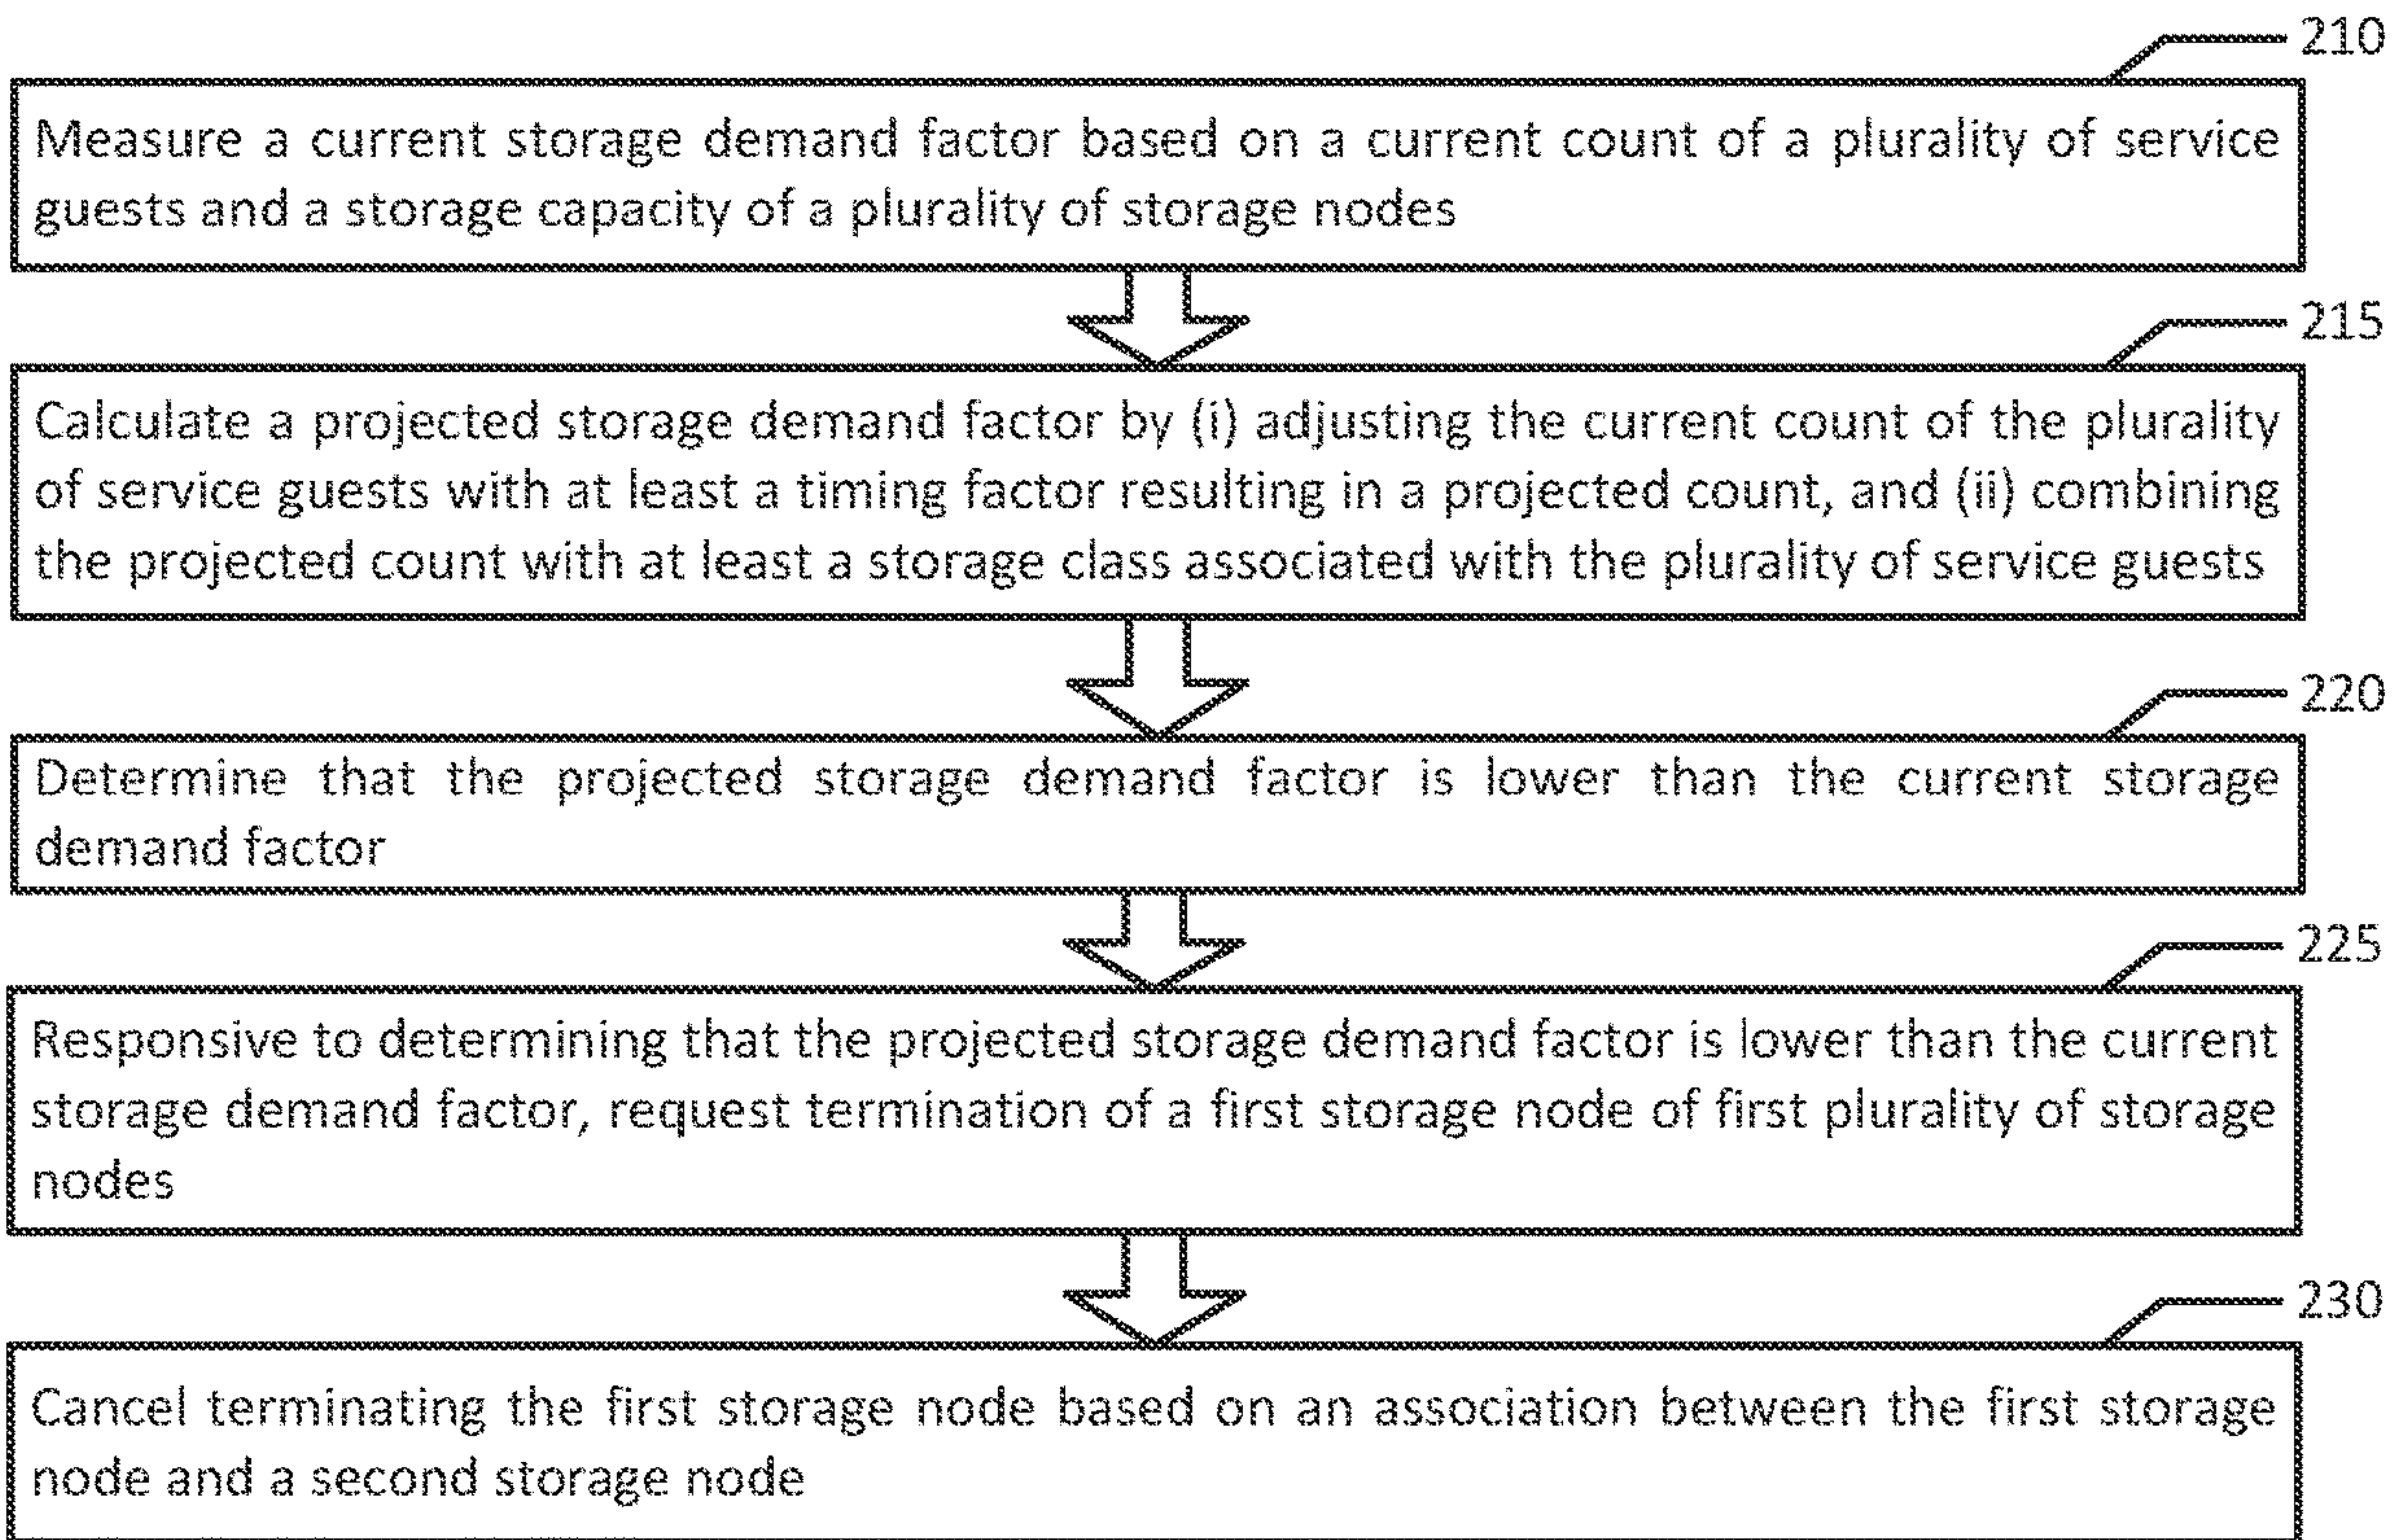 210
Measure a current storage demand factor based on a current count of a plurality of service
guests and a storage capacity of a plurality of storage nodes
215
Calculate a projected storage demand factor by (i) adjusting the current count of the plurality
of service guests with at least a timing factor resulting in a projected count, and (ii) combining
the projected count with at least a storage class associated with the plurality of service guests
220
Determine that the projected storage demand factor is lower than the current storage
demand factor
225
Responsive to determining that the projected storage demand factor is lower than the current
storage demand factor, request termination of a first storage node of first plurality of storage
nodes
230
Cancel terminating the first storage node based on an association between the first storage
node and a second storage node